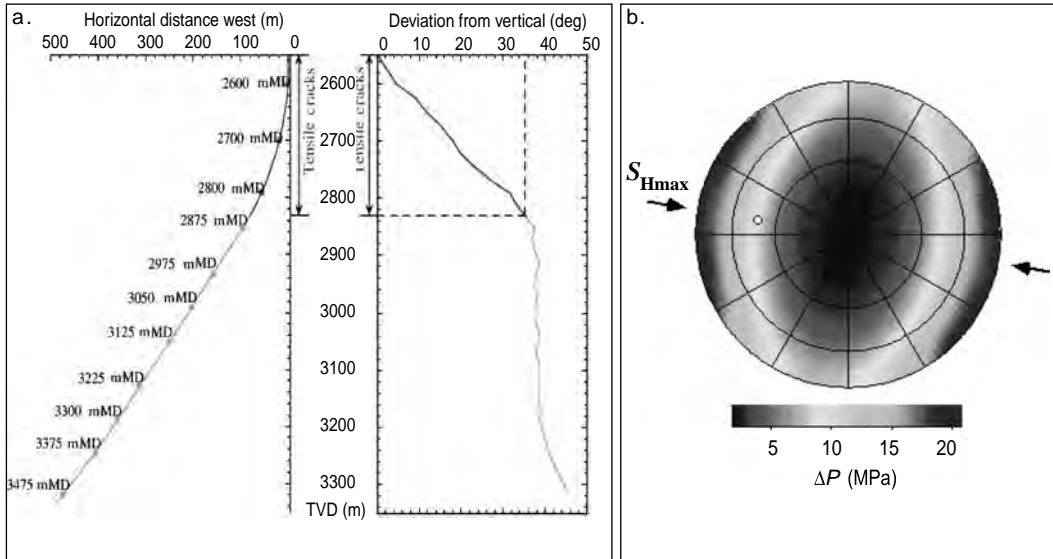 a.
Horizontal distance west (m)
500 400 300 200 100 0
2600 mMD
2700 mMD
2800 mMD
2875 mMD
2975 mMD
3050 mMD
3125 mMD
3225 mMD
3300 mMD
3375 mMD
3475 mMD
Tensile cracks
Deviation from vertical (deg)
0 10 20 30 40 50
Tensile cracks
2600
2700
2800
2900
3000
3100
3200
3300
TVD (m)
b.
SHmax
5 10 15 20
ΔP (MPa)